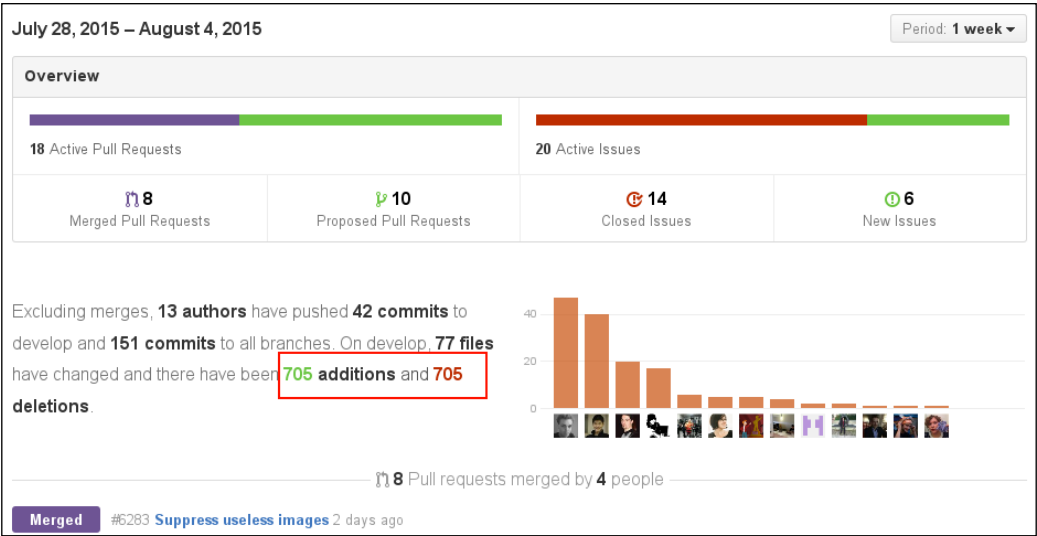 July 28, 2015 – August 4, 2015
Period: 1 week
Overview
18 Active Pull Requests
20 Active Issues
8
Merged Pull Requests
10
Proposed Pull Requests
14
Closed Issues
6
New Issues
Excluding merges, 13 authors have pushed 42 commits to
develop and 151 commits to all branches. On develop, 77 files
have changed and there have been 705 additions and 705
deletions.
40
20
0
8 Pull requests merged by 4 people
Merged #6283 Suppress useless images 2 days ago